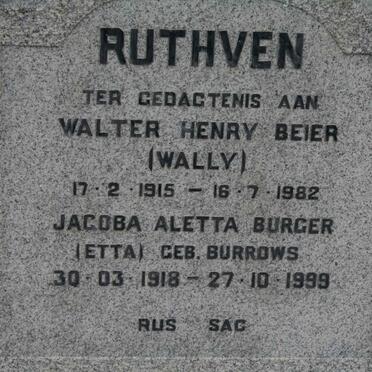 RUTHVEN
TER GEDAGTENIS AAN
WALTER HENRY BEIER
(WALLY)
17·2·1915 – 16·7·1982
JACOBA ALETTA BURGER
(ETTA) GEB. BURROWS
30·03·1918 – 27·10·1999
RUS SAG